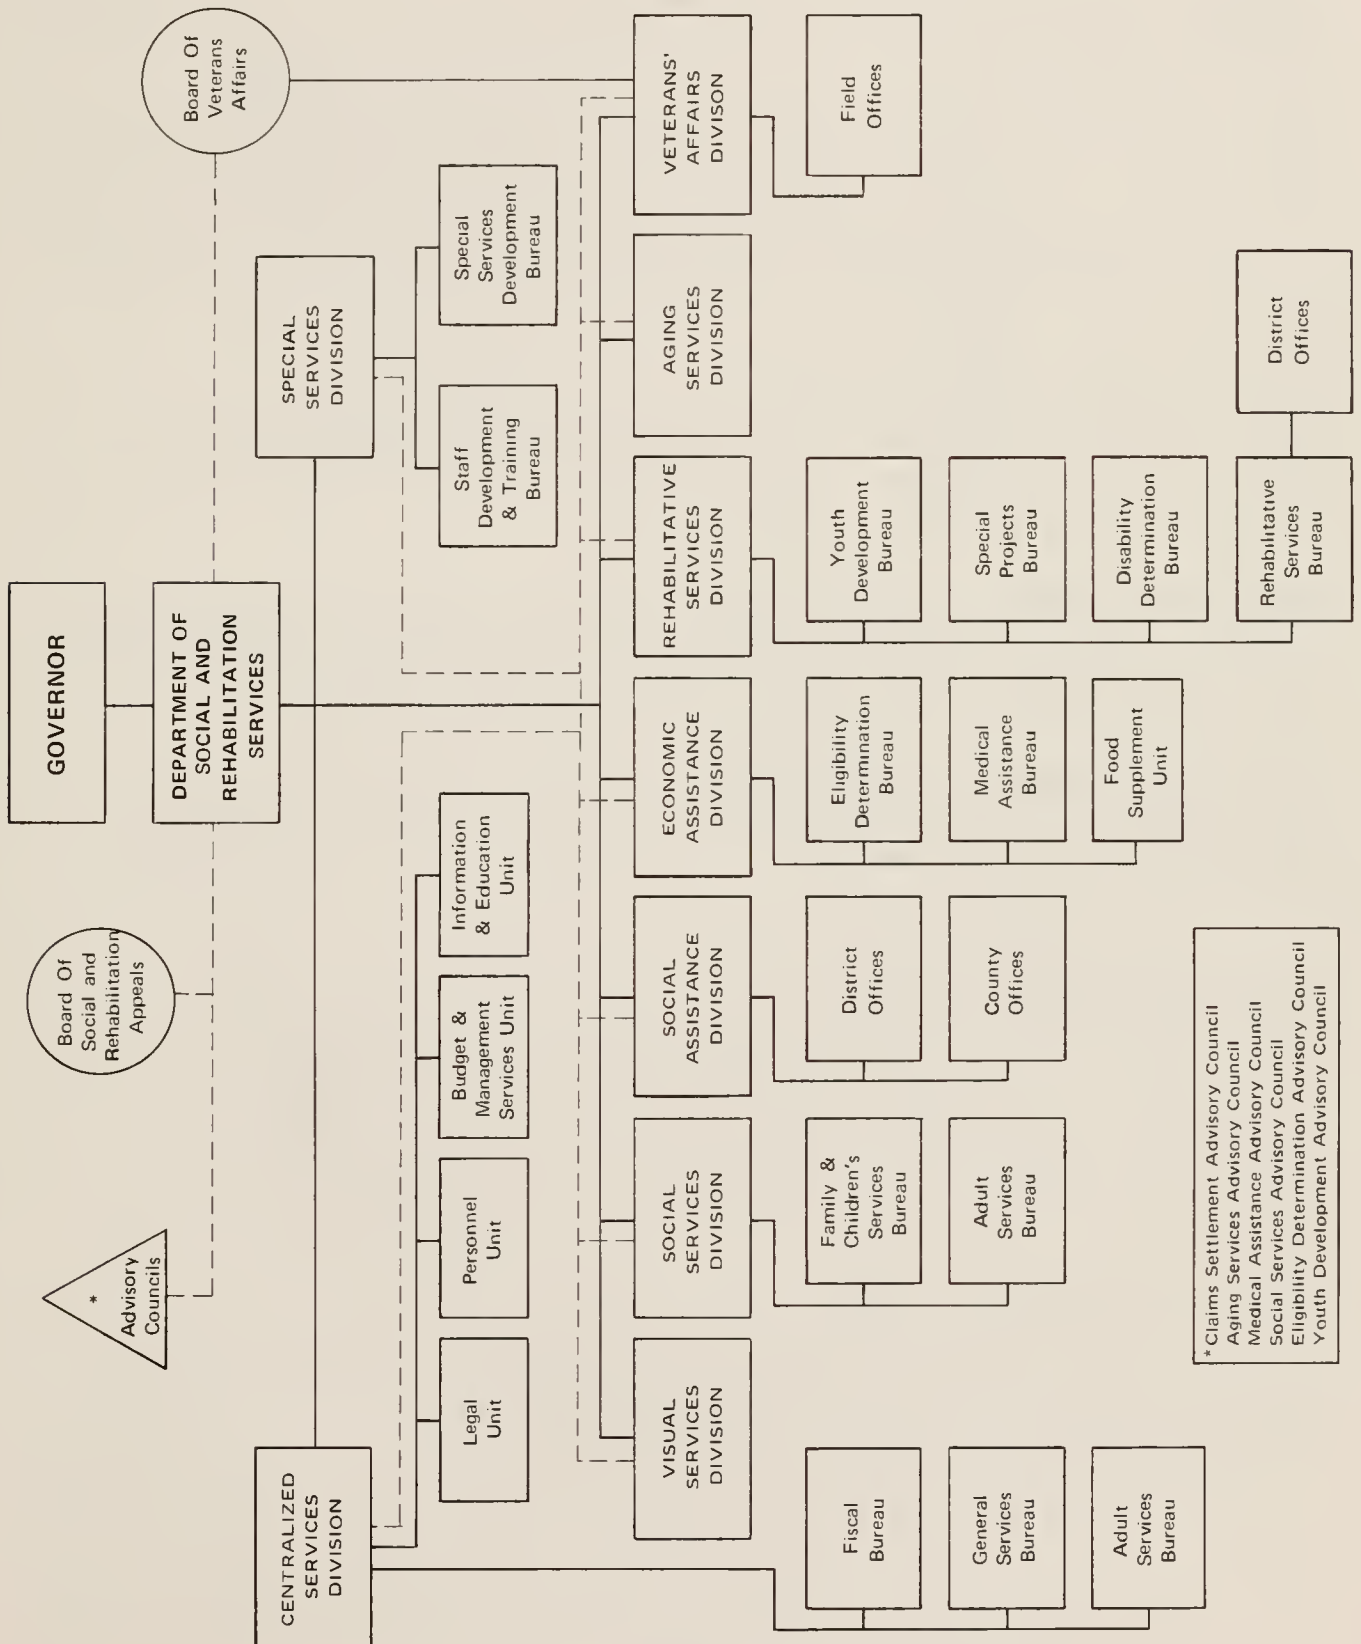 GOVERNOR
DEPARTMENT OF
SOCIAL AND
REHABILITATION
SERVICES
*
Advisory
Councils
Board Of
Social and
Rehabilitation
Appeals
Board Of
Veterans
Affairs
CENTRALIZED
SERVICES
DIVISION
SPECIAL
SERVICES
DIVISION
Legal
Unit
Personnel
Unit
Budget &
Management
Services Unit
Information
& Education
Unit
Staff
Development
& Training
Bureau
Special
Services
Development
Bureau
VISUAL
SERVICES
DIVISION
SOCIAL
SERVICES
DIVISION
SOCIAL
ASSISTANCE
DIVISION
ECONOMIC
ASSISTANCE
DIVISION
REHABILITATIVE
SERVICES
DIVISION
AGING
SERVICES
DIVISION
VETERANS'
AFFAIRS
DIVISON
Fiscal
Bureau
General
Services
Bureau
Adult
Services
Bureau
Family &
Children's
Services
Bureau
Adult
Services
Bureau
District
Offices
County
Offices
Eligibility
Determination
Bureau
Medical
Assistance
Bureau
Food
Supplement
Unit
Youth
Development
Bureau
Special
Projects
Bureau
Disability
Determination
Bureau
Rehabilitative
Services
Bureau
District
Offices
Field
Offices
* Claims Settlement Advisory Council
Aging Services Advisory Council
Medical Assistance Advisory Council
Social Services Advisory Council
Eligibility Determination Advisory Council
Youth Development Advisory Council